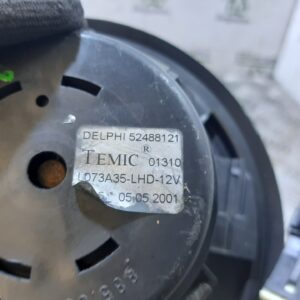 DELPHI 52488121
®
TEMIC 01310
L073A35-LHD-12V
05.05.2001